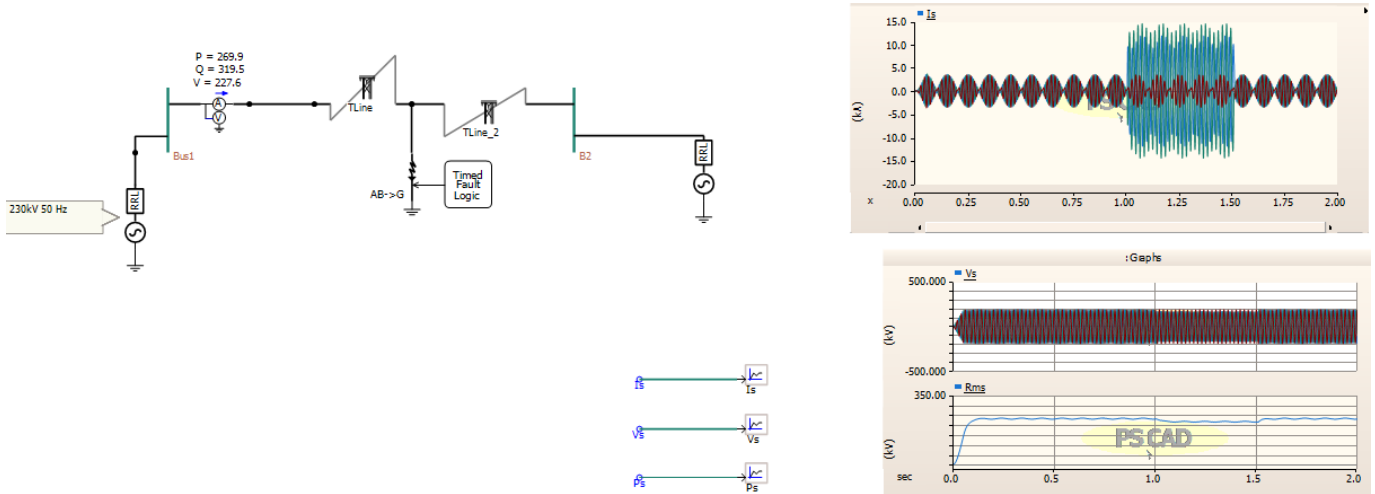 P = 269.9
Q = 319.5
V = 227.6
A
V
TLine
TLine_2
Bus1
B2
RRL
RRL
AB->G
Timed
Fault
Logic
230kV 50 Hz
Is
Is
Vs
Vs
Ps
Ps
Is
15.0
10.0
5.0
0.0
-5.0
-10.0
-15.0
-20.0
(kA)
x
0.00 0.25 0.50 0.75 1.00 1.25 1.50 1.75 2.00
: Graphs
Vs
500.000
(kV)
-500.000
Rms
350.00
(kV)
PSCAD
sec
0.0 0.5 1.0 1.5 2.0